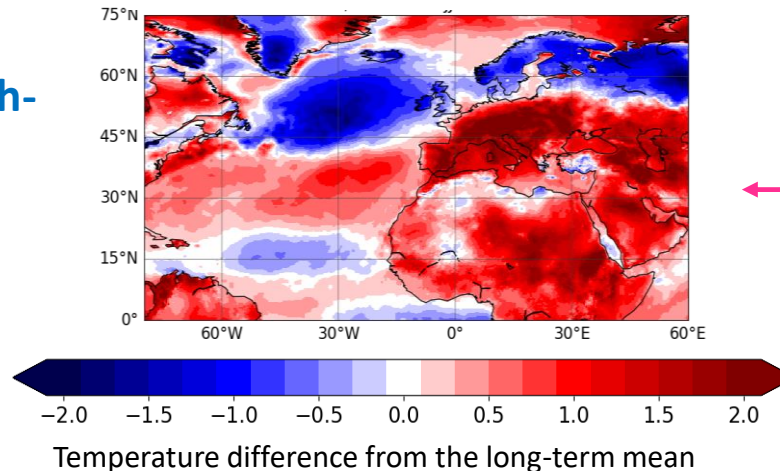 h-
75°N
60°N
45°N
30°N
15°N
0°
60°W 30°W 0° 30°E 60°E
−2.0 −1.5 −1.0 −0.5 0.0 0.5 1.0 1.5 2.0
Temperature difference from the long-term mean